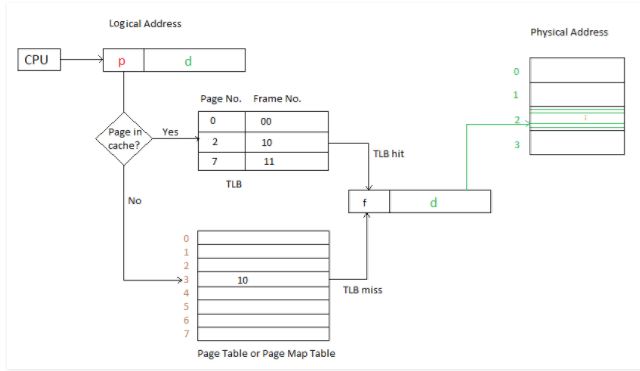 Logical Address
Physical Address
CPU
p d
0
1
2 i
3
Page in
cache?
Yes
No
Page No. Frame No.
0 00
2 10
7 11
TLB
TLB hit
f d
TLB miss
0
1
2
3 10
4
5
6
7
Page Table or Page Map Table